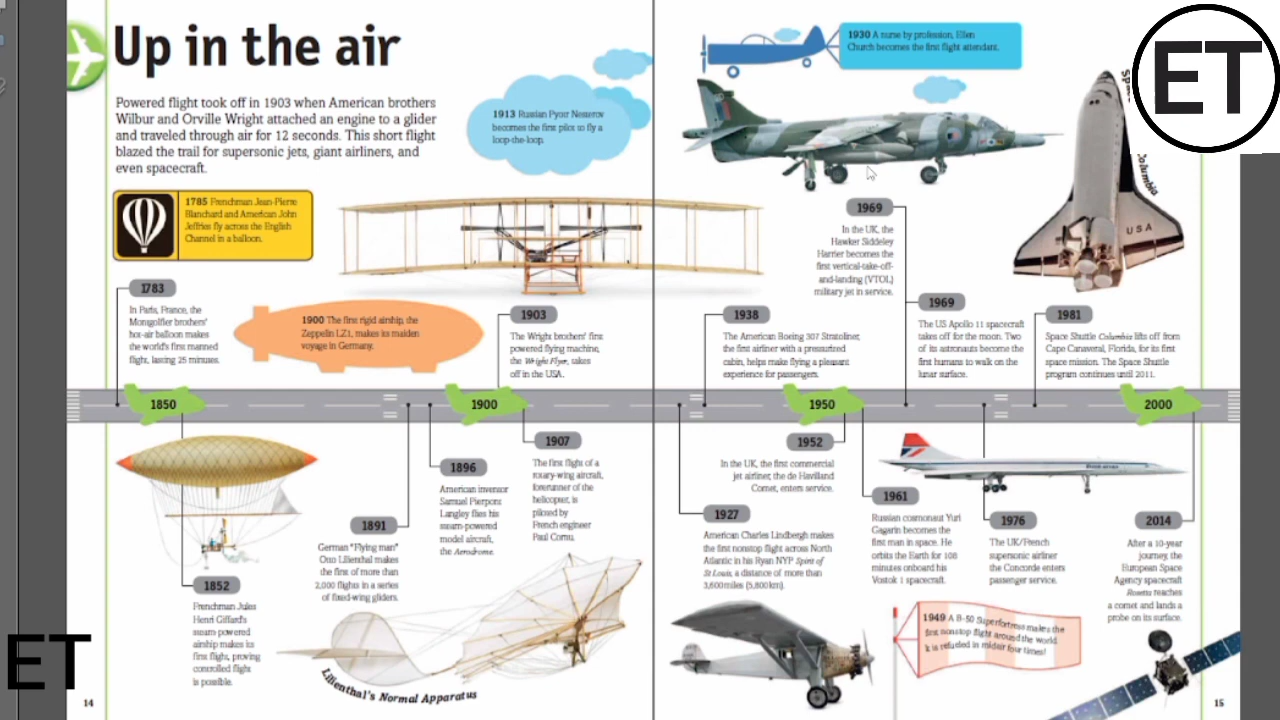 Up in the air
Powered flight took off in 1903 when American brothers
Wilbur and Orville Wright attached an engine to a glider
and traveled through air for 12 seconds. This short flight
blazed the trail for supersonic jets, giant airliners, and
even spacecraft.
1785 Frenchman Jean-Pierre
Blanchard and American John
Jeffries fly across the English
Channel in a balloon.
1913 Russian Pyotr Nesterov
becomes the first pilot to fly a
loop-the-loop.
1783
In Paris, France, the
Montgolfier brothers'
hot-air balloon makes
the world's first manned
flight, lasting 25 minutes.
1900 The first rigid airship, the
Zeppelin LZ1, makes its maiden
voyage in Germany.
1903
The Wright brothers' first
powered flying machine,
the Wright Flyer, takes
off in the USA.
1930 A nurse by profession, Ellen
Church becomes the first flight attendant.
ET
Columbia
USA
1969
In the UK, the
Hawker Siddeley
Harrier becomes the
first vertical-take-off-
and-landing (VTOL)
military jet in service.
1938
The American Boeing 307 Stratoliner,
the first airliner with a pressurized
cabin, helps make flying a pleasant
experience for passengers.
1969
The US Apollo 11 spacecraft
takes off for the moon. Two
of its astronauts become the
first humans to walk on the
lunar surface.
1981
Space Shuttle Columbia lifts off from
Cape Canaveral, Florida, for its first
space mission. The Space Shuttle
program continues until 2011.
1850
1900
1950
2000
1852
Frenchman Jules
Henri Giffard's
steam-powered
airship makes its
first flight, proving
controlled flight
is possible.
1891
German "Flying man"
Otto Lilienthal makes
the first of more than
2,000 flights in a series
of fixed-wing gliders.
1896
American inventor
Samuel Pierpont
Langley flies his
steam-powered
model aircraft,
the Aerodrome.
1907
The first flight of a
rotary-wing aircraft,
forerunner of the
helicopter, is
piloted by
French engineer
Paul Cornu.
Lilienthal's Normal Apparatus
1927
American Charles Lindbergh makes
the first nonstop flight across North
Atlantic in his Ryan NYP Spirit of
St Louis, a distance of more than
3,600 miles (5,800 km).
1952
In the UK, the first commercial
jet airliner, the de Havilland
Comet, enters service.
1961
Russian cosmonaut Yuri
Gagarin becomes the
first man in space. He
orbits the Earth for 108
minutes onboard his
Vostok 1 spacecraft.
1976
The UK/French
supersonic airliner
the Concorde enters
passenger service.
2014
After a 10-year
journey, the
European Space
Agency spacecraft
Rosetta reaches
a comet and lands a
probe on its surface.
1949 A B-50 Superfortress makes the
first nonstop flight around the world.
It is refueled in midair four times!
ET
14
15